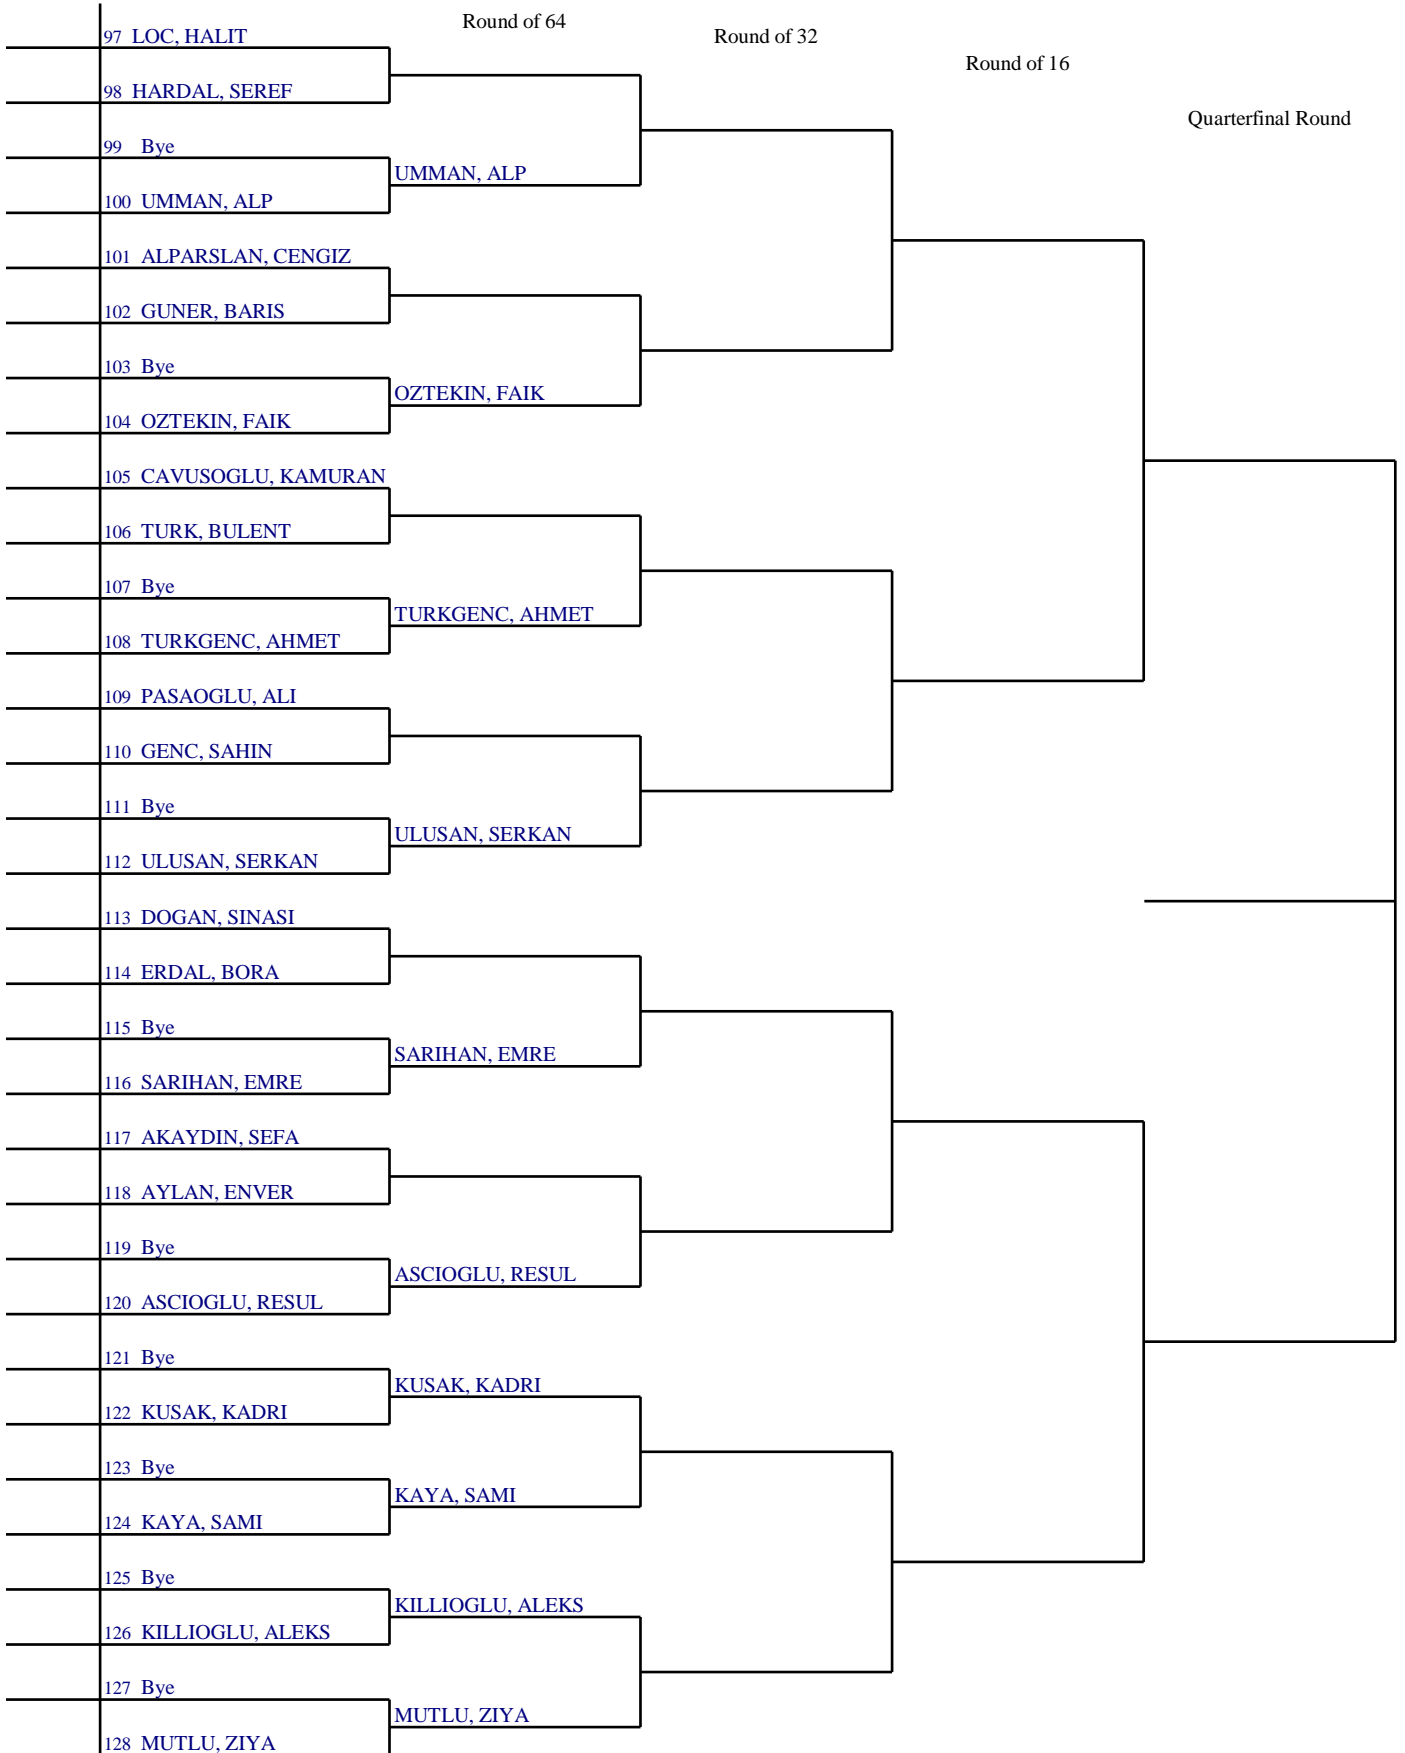 Round of 64
Round of 32
Round of 16
Quarterfinal Round
97 LOC, HALIT
98 HARDAL, SEREF
99 Bye
UMMAN, ALP
100 UMMAN, ALP
101 ALPARSLAN, CENGIZ
102 GUNER, BARIS
103 Bye
OZTEKIN, FAIK
104 OZTEKIN, FAIK
105 CAVUSOGLU, KAMURAN
106 TURK, BULENT
107 Bye
TURKGENC, AHMET
108 TURKGENC, AHMET
109 PASAOGLU, ALI
110 GENC, SAHIN
111 Bye
ULUSAN, SERKAN
112 ULUSAN, SERKAN
113 DOGAN, SINASI
114 ERDAL, BORA
115 Bye
SARIHAN, EMRE
116 SARIHAN, EMRE
117 AKAYDIN, SEFA
118 AYLAN, ENVER
119 Bye
ASCIOGLU, RESUL
120 ASCIOGLU, RESUL
121 Bye
KUSAK, KADRI
122 KUSAK, KADRI
123 Bye
KAYA, SAMI
124 KAYA, SAMI
125 Bye
KILLIOGLU, ALEKS
126 KILLIOGLU, ALEKS
127 Bye
MUTLU, ZIYA
128 MUTLU, ZIYA